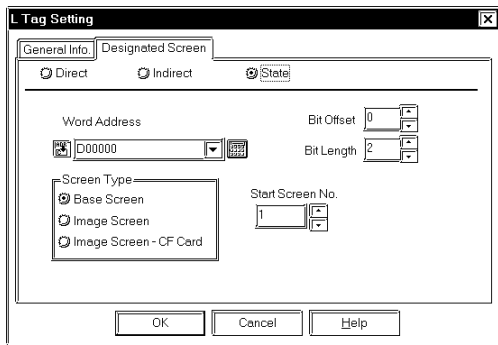 L Tag Setting
General Info. Designated Screen
Direct Indirect State
Word Address
D00000
Bit Offset 0
Bit Length 2
Screen Type
Base Screen
Image Screen
Image Screen - CF Card
Start Screen No.
1
OK Cancel Help